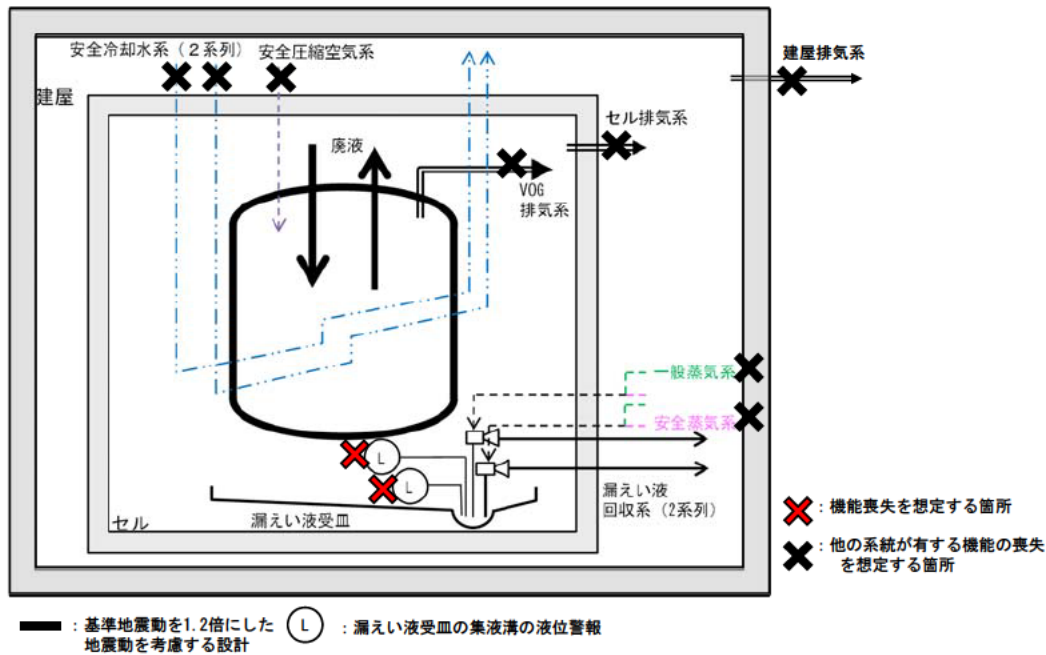 安全冷却水系(2系列)
安全圧縮空気系
建屋排気系
建屋
セル排気系
廃液
VOG
排気系
一般蒸気系
安全蒸気系
L
L
漏えい液
回収系(2系列)
漏えい液受皿
セル
:機能喪失を想定する箇所
:他の系統が有する機能の喪失
を想定する箇所
:基準地震動を1.2倍にした
地震動を考慮する設計
L
:漏えい液受皿の集液溝の液位警報